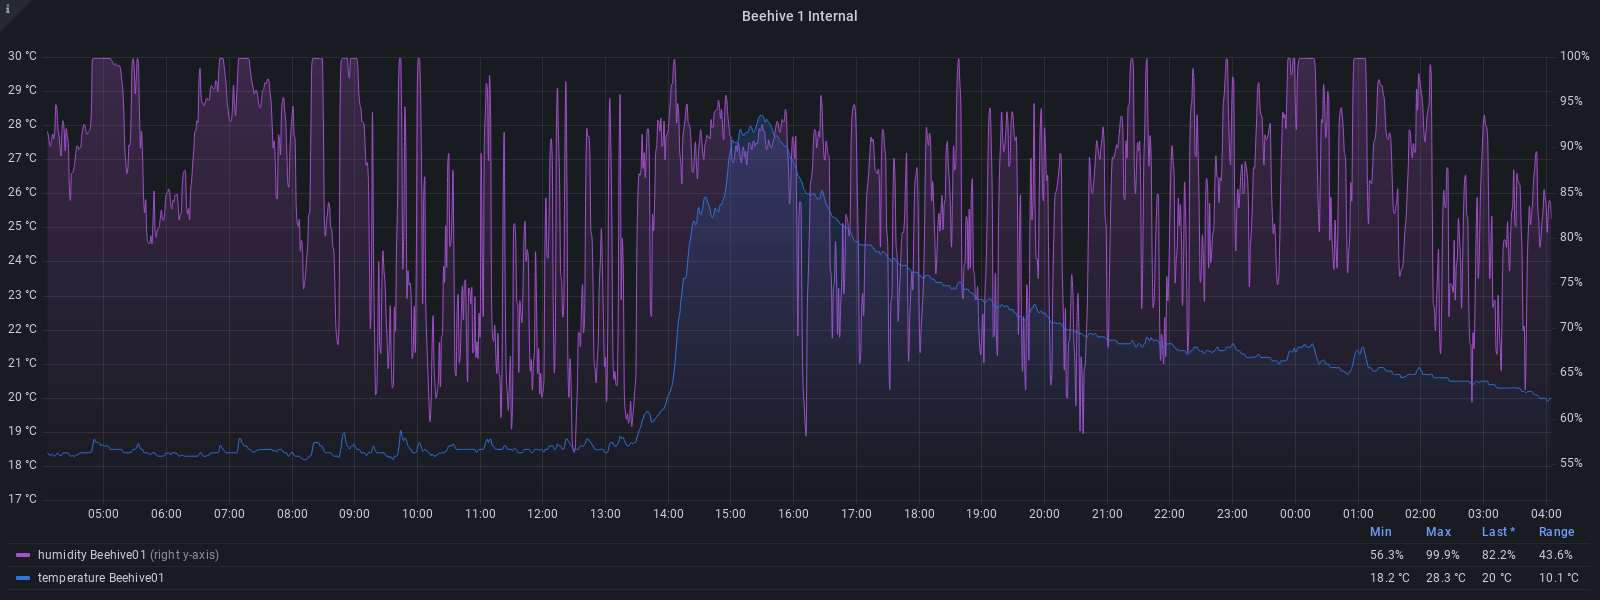 i
Beehive 1 Internal
30 °C 100%
29 °C 95%
28 °C 90%
27 °C 85%
26 °C 80%
25 °C 75%
24 °C 70%
23 °C 65%
22 °C 60%
21 °C 55%
20 °C
19 °C
18 °C
17 °C
05:00 06:00 07:00 08:00 09:00 10:00 11:00 12:00 13:00 14:00 15:00 16:00 17:00 18:00 19:00 20:00 21:00 22:00 23:00 00:00 01:00 02:00 03:00 04:00
Min Max Last * Range
humidity Beehive01 (right y-axis) 56.3% 99.9% 82.2% 43.6%
temperature Beehive01 18.2 °C 28.3 °C 20 °C 10.1 °C